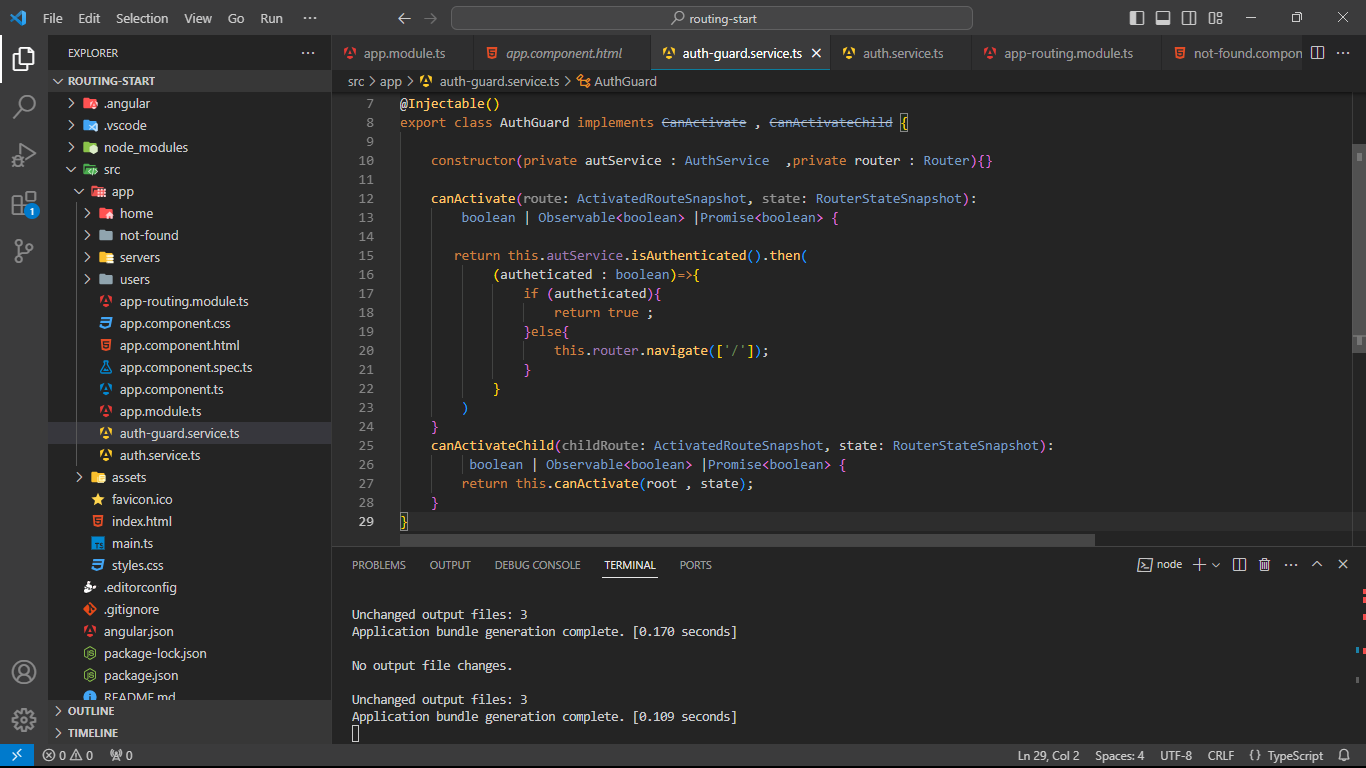 File Edit Selection View Go Run ···
routing-start
EXPLORER ···
ROUTING-START
.angular
.vscode
node_modules
src
app
home
not-found
servers
users
app-routing.module.ts
app.component.css
app.component.html
app.component.spec.ts
app.component.ts
app.module.ts
auth-guard.service.ts
auth.service.ts
assets
favicon.ico
index.html
main.ts
TS
styles.css
.editorconfig
.gitignore
angular.json
package-lock.json
package.json
README.md
OUTLINE
TIMELINE
1
app.module.ts app.component.html auth-guard.service.ts auth.service.ts app-routing.module.ts not-found.compon ···
src > app > auth-guard.service.ts > AuthGuard
7 @Injectable()
8 export class AuthGuard implements CanActivate , CanActivateChild {
9
10 constructor(private autService : AuthService  ,private router : Router){}
11
12 canActivate(route: ActivatedRouteSnapshot, state: RouterStateSnapshot):
13 boolean | Observable<boolean> |Promise<boolean> {
14
15 return this.autService.isAuthenticated().then(
16 (autheticated : boolean)=>{
17 if (autheticated){
18 return true ;
19 }else{
20 this.router.navigate(['/']);
21 }
22 }
23 )
24 }
25 canActivateChild(childRoute: ActivatedRouteSnapshot, state: RouterStateSnapshot):
26 boolean | Observable<boolean> |Promise<boolean> {
27 return this.canActivate(root , state);
28 }
29 }
PROBLEMS OUTPUT DEBUG CONSOLE TERMINAL PORTS node ···
Unchanged output files: 3
Application bundle generation complete. [0.170 seconds]
No output file changes.
Unchanged output files: 3
Application bundle generation complete. [0.109 seconds]
0 0 0 Ln 29, Col 2 Spaces: 4 UTF-8 CRLF {} TypeScript